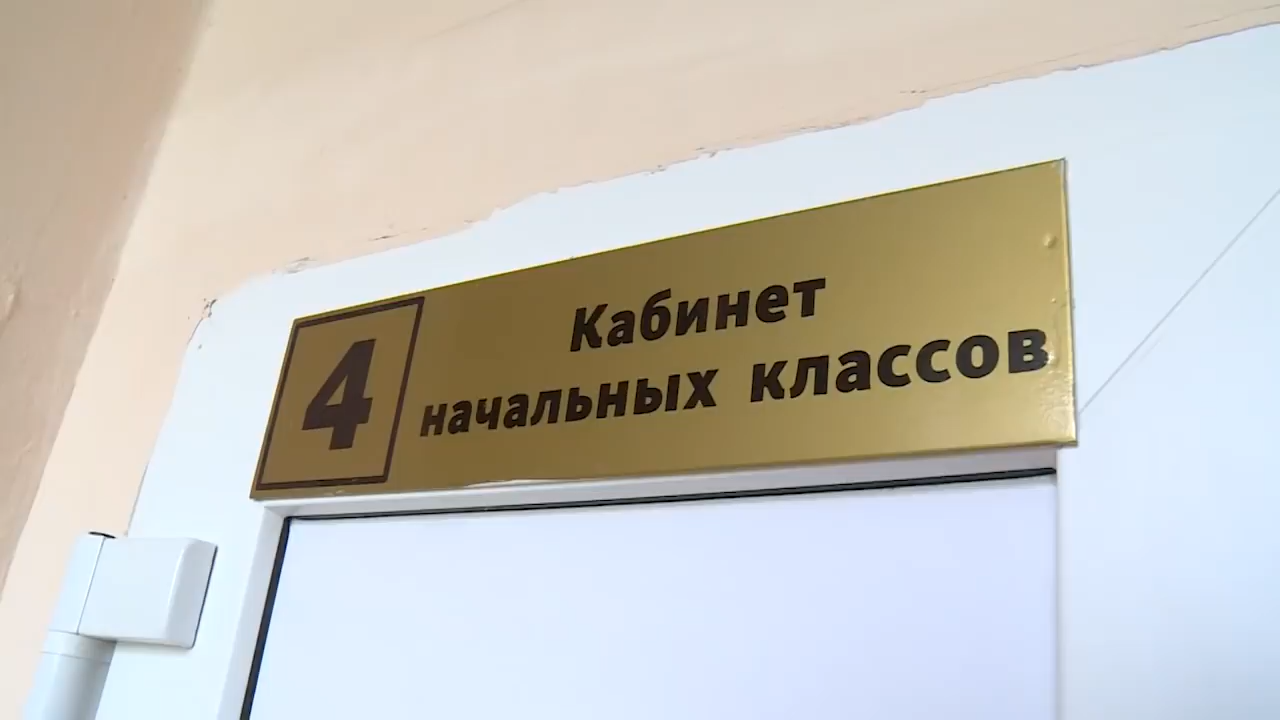 4
Кабинет
начальных классов